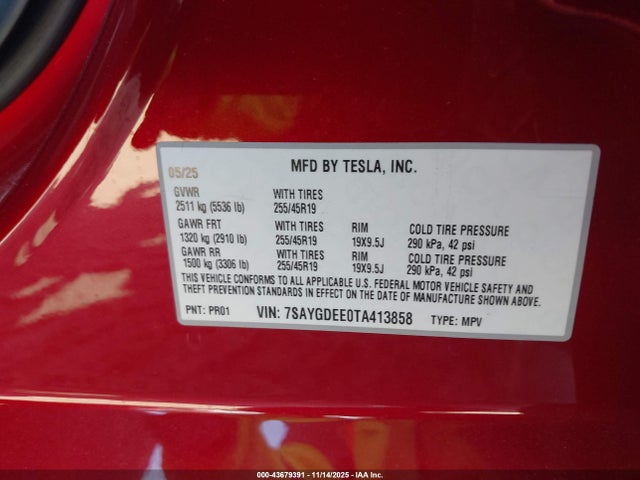 05/25 MFD BY TESLA, INC.
GVWR WITH TIRES
2511 kg (5536 lb) 255/45R19
GAWR FRT WITH TIRES RIM COLD TIRE PRESSURE
1320 kg (2910 lb) 255/45R19 19X9.5J 290 kPa, 42 psi
GAWR RR WITH TIRES RIM COLD TIRE PRESSURE
1500 kg (3306 lb) 255/45R19 19X9.5J 290 kPa, 42 psi
THIS VEHICLE CONFORMS TO ALL APPLICABLE U.S. FEDERAL MOTOR VEHICLE SAFETY AND
THEFT PREVENTION STANDARDS IN EFFECT ON THE DATE OF MANUFACTURE SHOWN ABOVE.
PNT: PR01 VIN: 7SAYGDEE0TA413858 TYPE: MPV
000-43679391 - 11/14/2025 - IAA Inc.